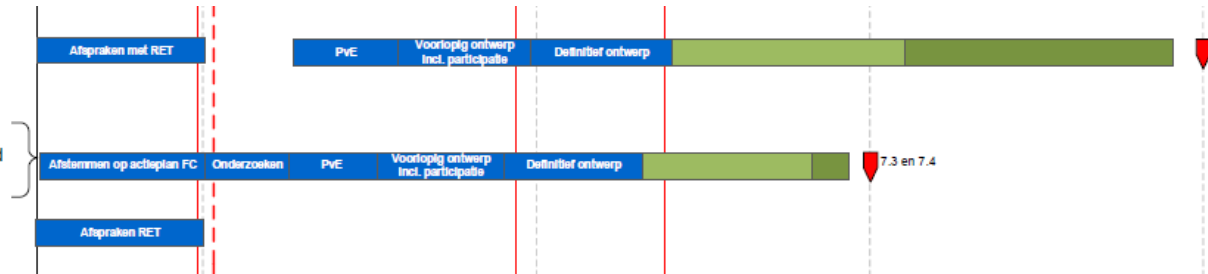 Afspraken met RET
PvE
Voorlopig ontwerp
incl. participatie
Definitief ontwerp
d
Afstemmen op actieplan FC
Onderzoeken
PvE
Voorlopig ontwerp
incl. participatie
Definitief ontwerp
7.3 en 7.4
Afspraken RET